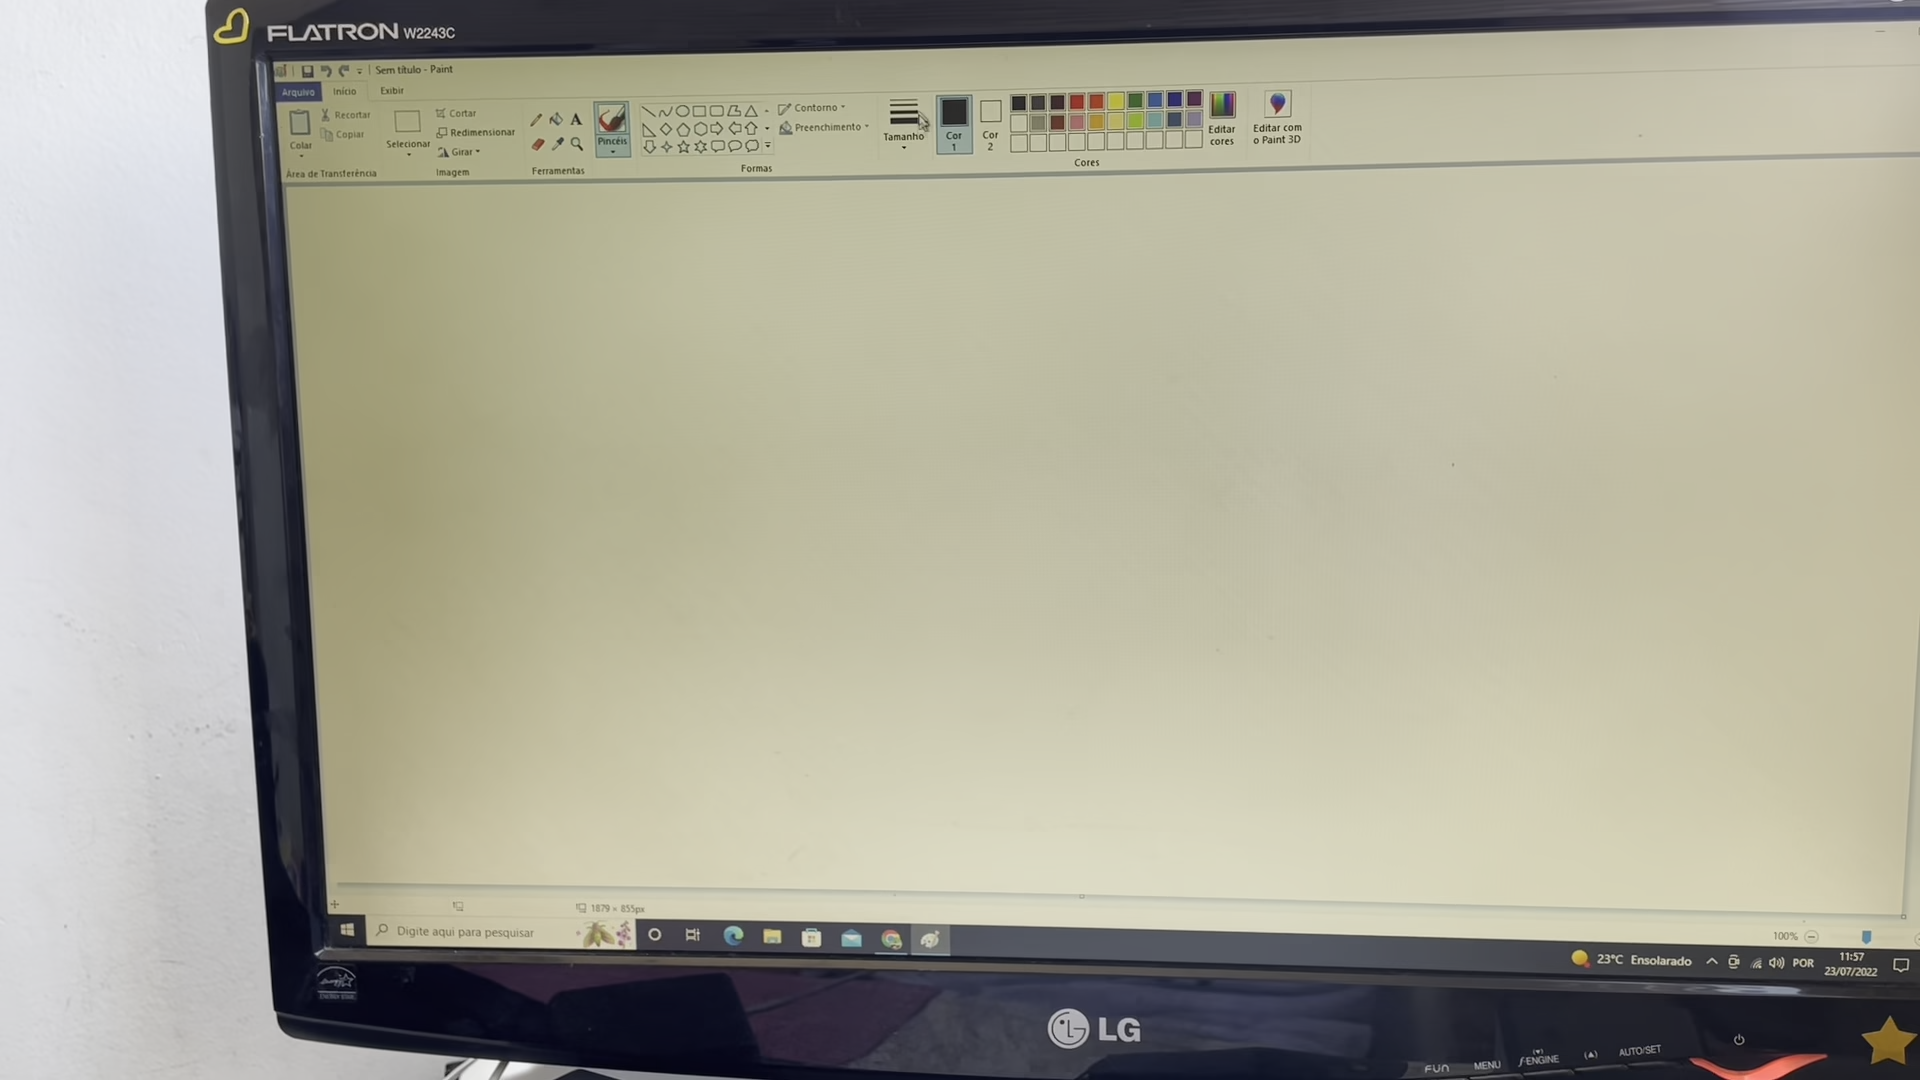 FLATRON W2243C
Sem título - Paint
Arquivo Início Exibir
Colar
Recortar
Copiar
Área de Transferência
Selecionar
Cortar
Redimensionar
Girar
Imagem
A
Ferramentas
Pincéis
Formas
Contorno
Preenchimento
Tamanho
Cor
1
Cor
2
Cores
Editar
cores
Editar com
o Paint 3D
1879 × 855px
100%
Digite aqui para pesquisar
23°C Ensolarado
POR
11:57
23/07/2022
LG
FUN
MENU
f-ENGINE
AUTO/SET